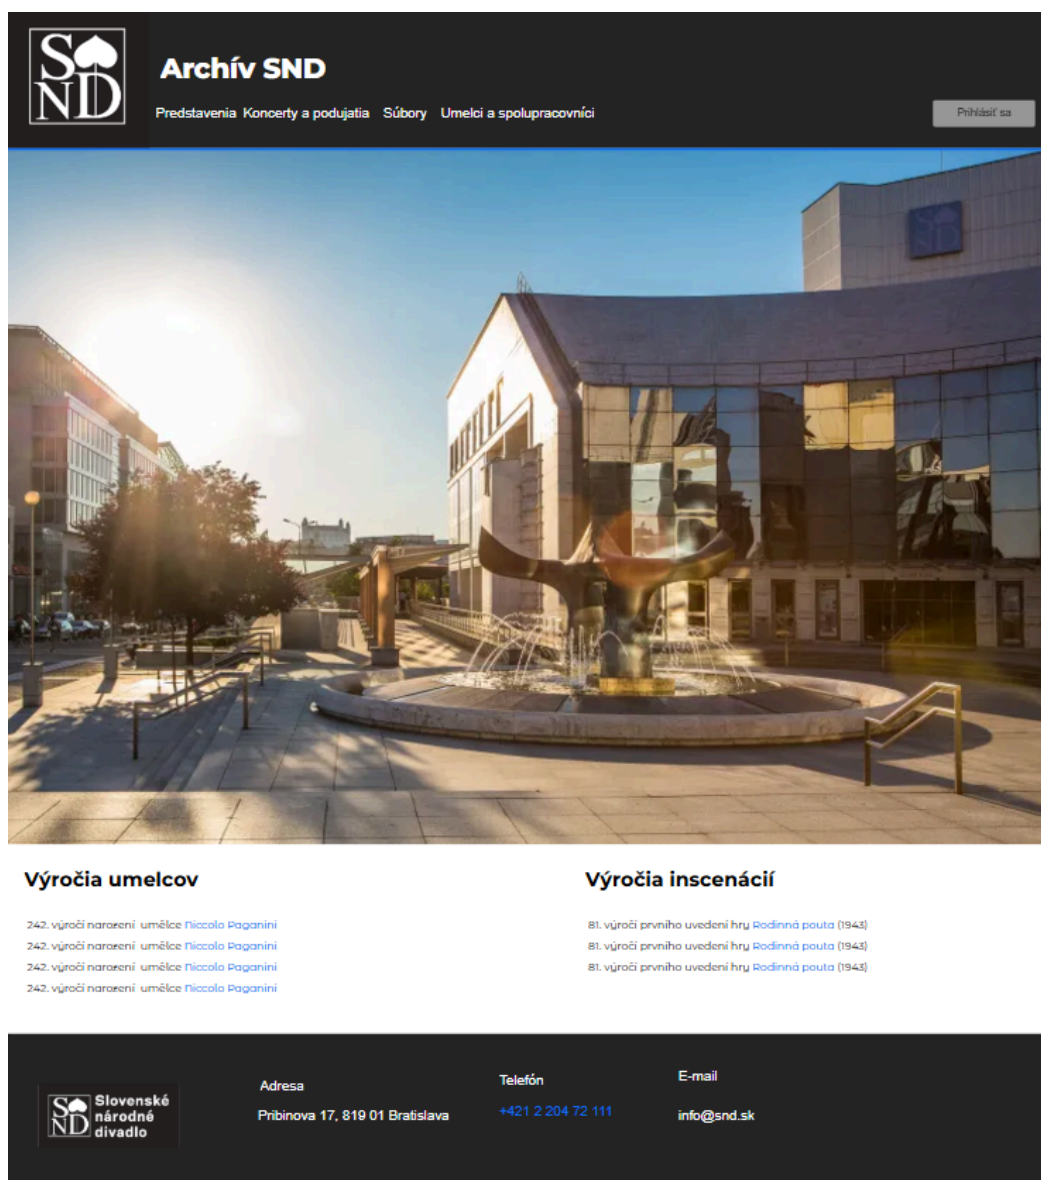 SND
Archív SND
Predstavenia Koncerty a podujatia Súbory Umelci a spolupracovníci
Prihlásiť sa
SND
Výročia umelcov
242. výročí narození umělce Niccolo Paganini
242. výročí narození umělce Niccolo Paganini
242. výročí narození umělce Niccolo Paganini
242. výročí narození umělce Niccolo Paganini
Výročia inscenácií
81. výročí prvního uvedení hry Rodinná pouta (1943)
81. výročí prvního uvedení hry Rodinná pouta (1943)
81. výročí prvního uvedení hry Rodinná pouta (1943)
SND
Slovenské
národné
divadlo
Adresa
Pribinova 17, 819 01 Bratislava
Telefón
+421 2 204 72 111
E-mail
info@snd.sk